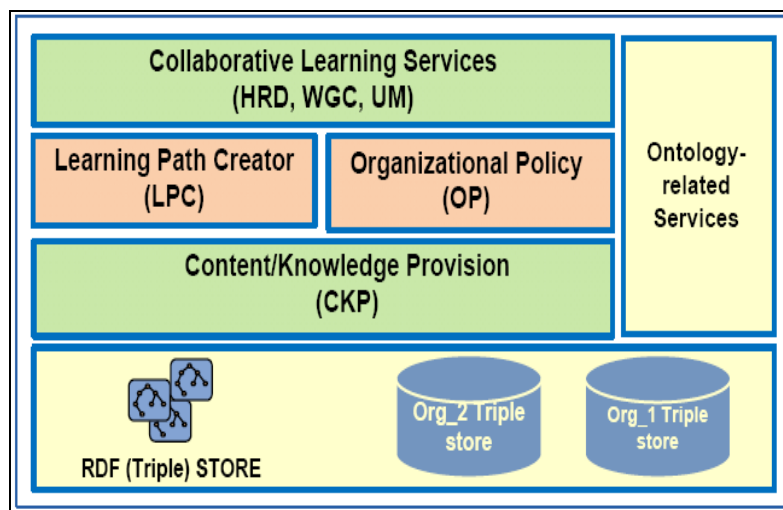 Collaborative Learning Services
(HRD, WGC, UM)
Learning Path Creator
(LPC)
Organizational Policy
(OP)
Ontology-
related
Services
Content/Knowledge Provision
(CKP)
RDF (Triple) STORE
Org_2 Triple
store
Org_1 Triple
store